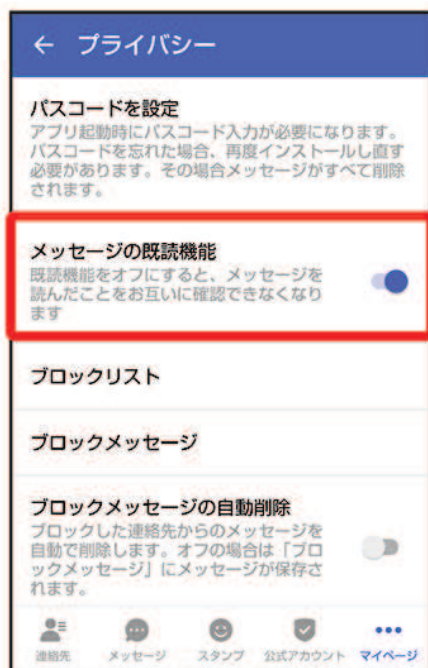 ← プライバシー
パスコードを設定
アプリ起動時にパスコード入力が必要になります。
パスコードを忘れた場合、再度インストールし直す
必要があります。その場合メッセージがすべて削除
されます。
メッセージの既読機能
既読機能をオフにすると、メッセージを
読んだことをお互いに確認できなくなり
ます
ブロックリスト
ブロックメッセージ
ブロックメッセージの自動削除
ブロックした連絡先からのメッセージを
自動で削除します。オフの場合は「ブロ
ックメッセージ」にメッセージが保存さ
れます。
連絡先 メッセージ スタンプ 公式アカウント マイページ